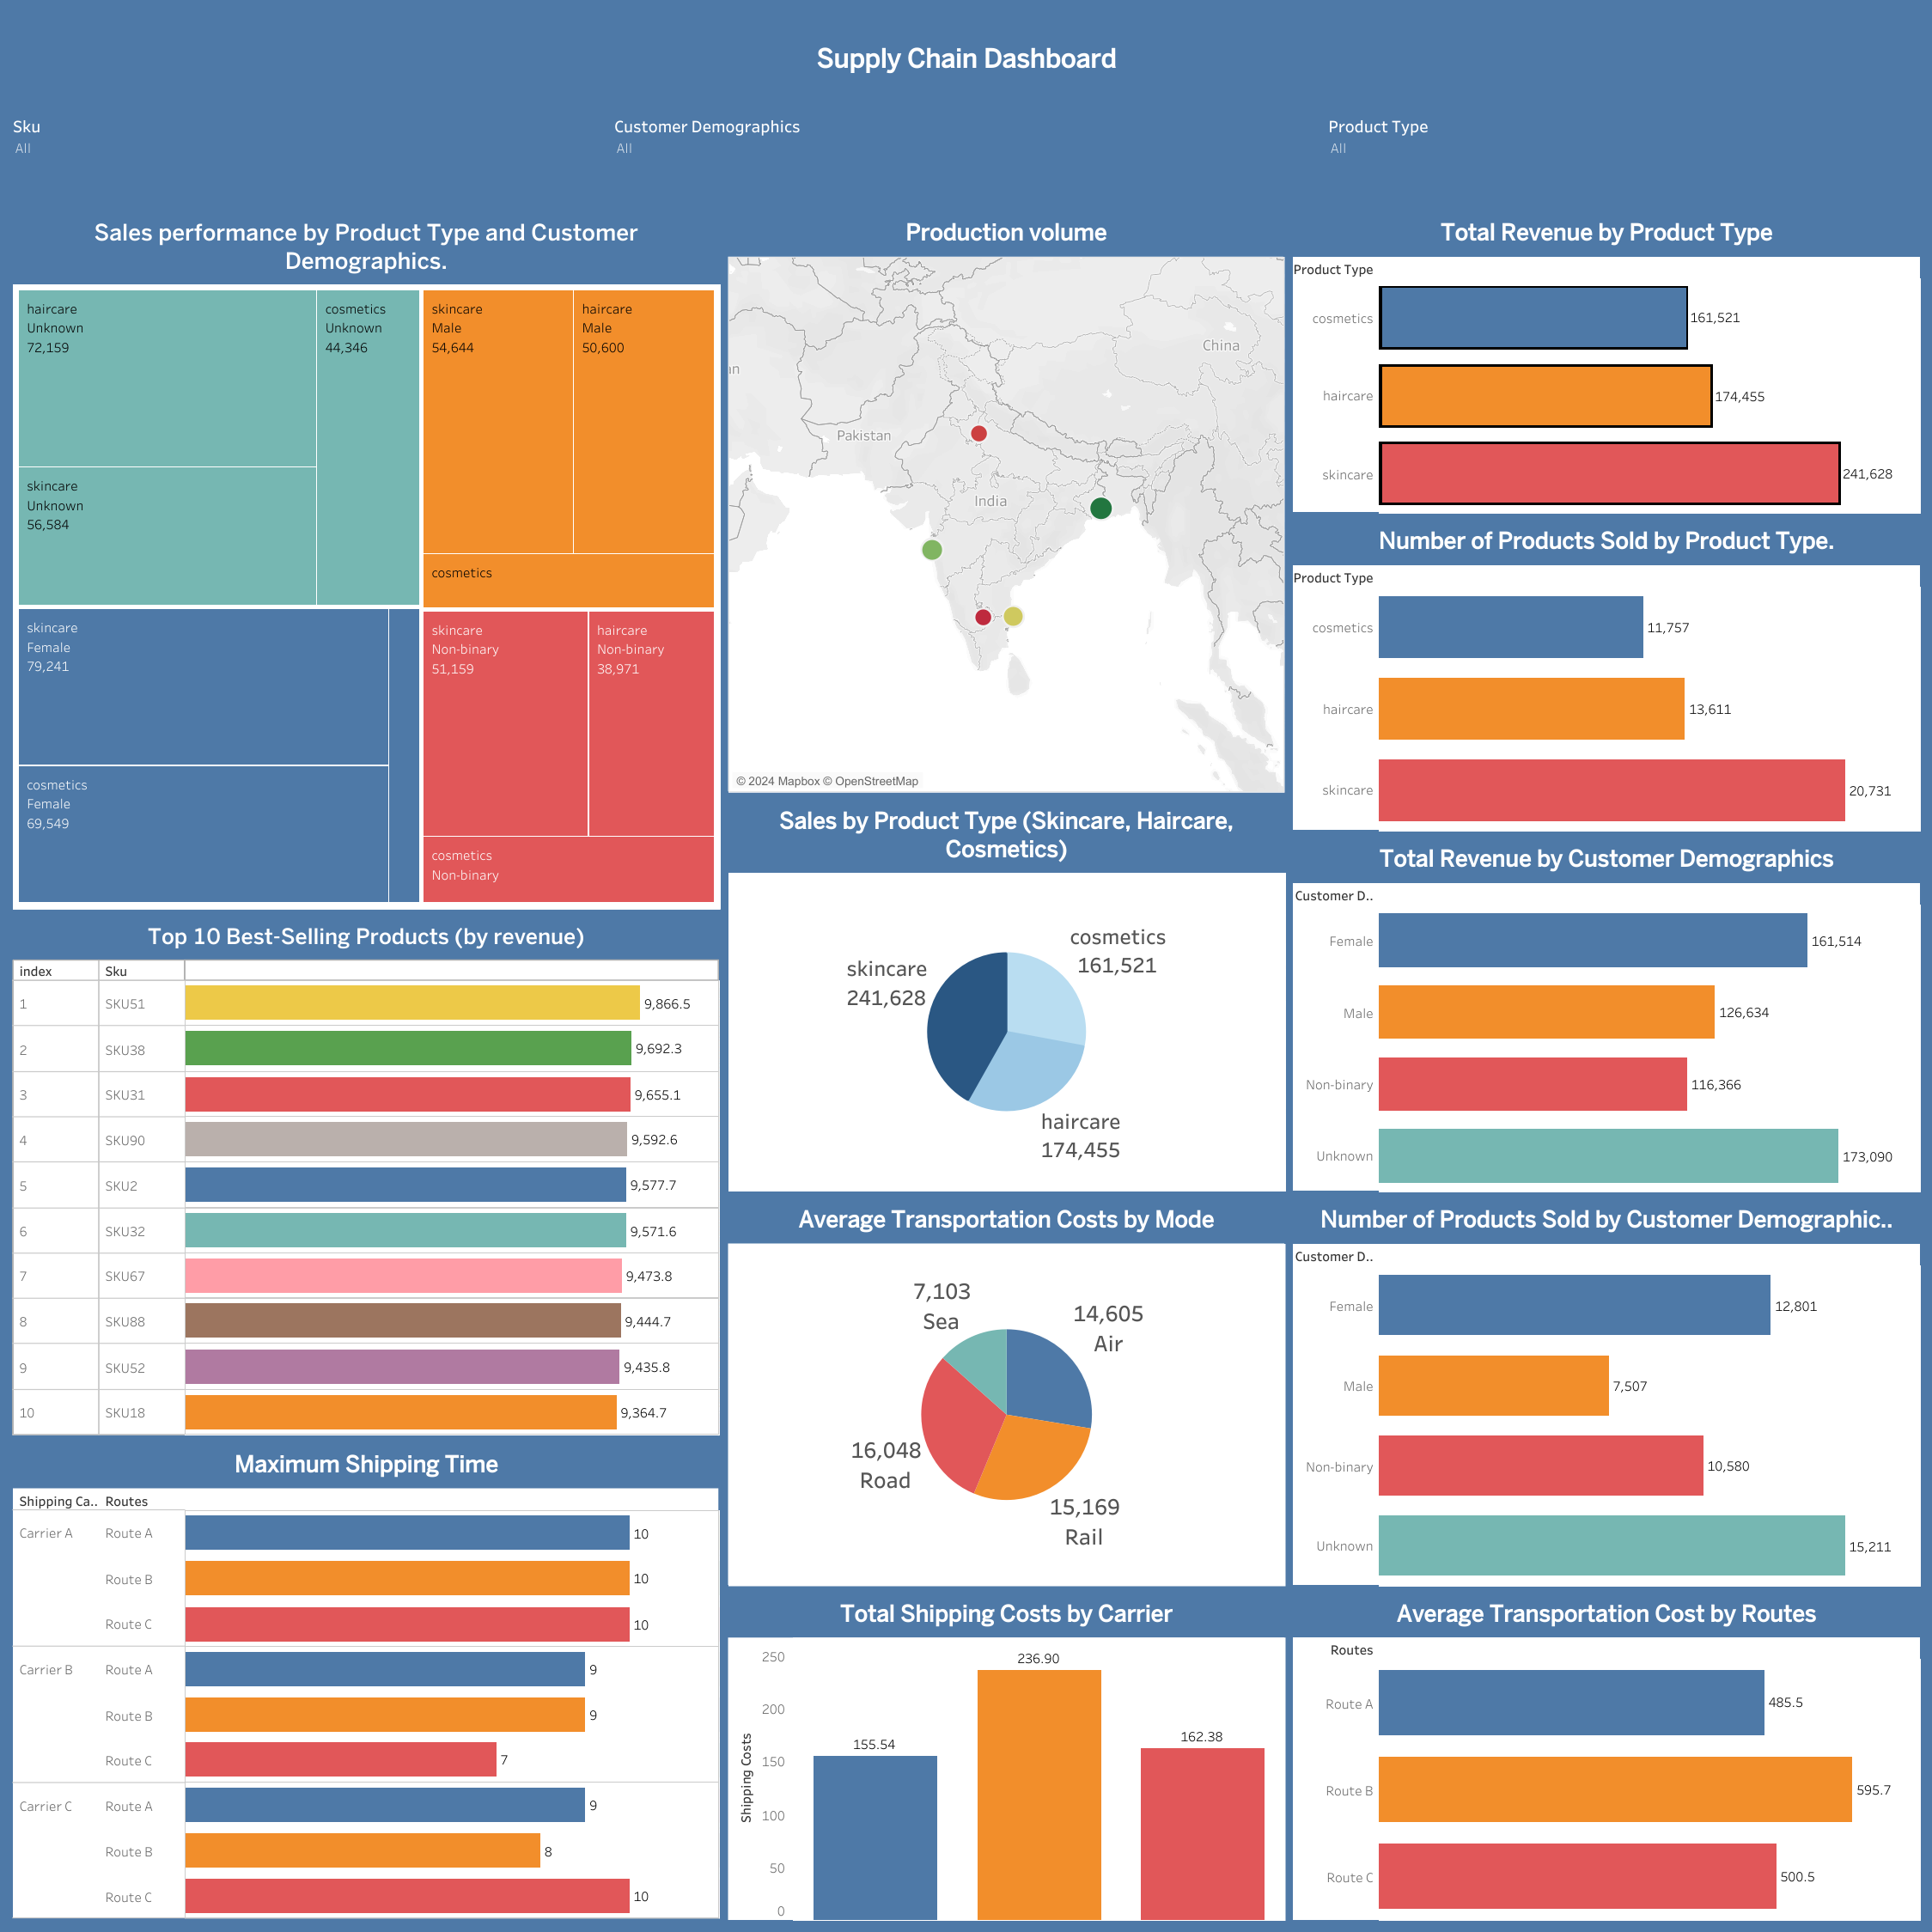 Supply Chain Dashboard
Sku
All
Customer Demographics
All
Product Type
All
Sales performance by Product Type and Customer
Demographics.
haircare
Unknown
72,159
cosmetics
Unknown
44,346
skincare
Male
54,644
haircare
Male
50,600
skincare
Unknown
56,584
cosmetics
skincare
Female
79,241
skincare
Non-binary
51,159
haircare
Non-binary
38,971
cosmetics
Female
69,549
cosmetics
Non-binary
Top 10 Best-Selling Products (by revenue)
index Sku
1 SKU51 9,866.5
2 SKU38 9,692.3
3 SKU31 9,655.1
4 SKU90 9,592.6
5 SKU2 9,577.7
6 SKU32 9,571.6
7 SKU67 9,473.8
8 SKU88 9,444.7
9 SKU52 9,435.8
10 SKU18 9,364.7
Maximum Shipping Time
Shipping Ca.. Routes
Carrier A Route A 10
Route B 10
Route C 10
Carrier B Route A 9
Route B 9
Route C 7
Carrier C Route A 9
Route B 8
Route C 10
Production volume
an
China
Pakistan
India
© 2024 Mapbox © OpenStreetMap
Sales by Product Type (Skincare, Haircare,
Cosmetics)
cosmetics
161,521
skincare
241,628
haircare
174,455
Average Transportation Costs by Mode
7,103
Sea
14,605
Air
16,048
Road
15,169
Rail
Total Shipping Costs by Carrier
Shipping Costs
250
200
150
100
50
0
155.54
236.90
162.38
Total Revenue by Product Type
Product Type
cosmetics 161,521
haircare 174,455
skincare 241,628
Number of Products Sold by Product Type.
Product Type
cosmetics 11,757
haircare 13,611
skincare 20,731
Total Revenue by Customer Demographics
Customer D..
Female 161,514
Male 126,634
Non-binary 116,366
Unknown 173,090
Number of Products Sold by Customer Demographic..
Customer D..
Female 12,801
Male 7,507
Non-binary 10,580
Unknown 15,211
Average Transportation Cost by Routes
Routes
Route A 485.5
Route B 595.7
Route C 500.5